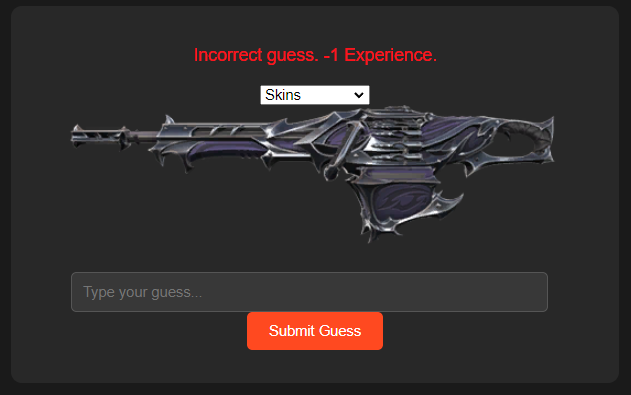 Incorrect guess. -1 Experience.
Skins
Type your guess...
Submit Guess